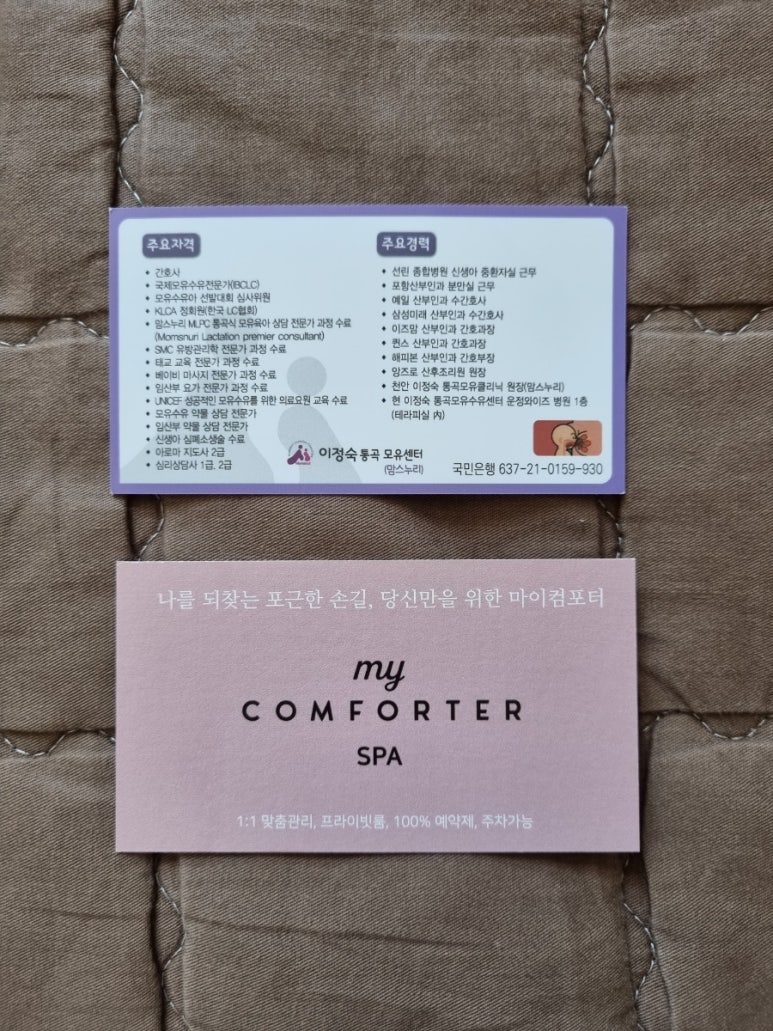 주요자격
• 간호사
• 국제모유수유전문가(IBCLC)
• 모유수유아 선발대회 심사위원
• KLCA 정회원(한국 LC협회)
• 맘스누리 MLPC 통곡식 모유육아 상담 전문가 과정 수료
(Momsnuri Lactation premier consultant)
• SMC 유방관리학 전문가 과정 수료
• 태교 교육 전문가 과정 수료
• 베이비 마사지 전문가 과정 수료
• 임산부 요가 전문가 과정 수료
• UNICEF 성공적인 모유수유를 위한 의료요원 교육 수료
• 모유수유 약물 상담 전문가
• 임산부 약물 상담 전문가
• 신생아 심폐소생술 수료
• 아로마 지도사 2급
• 심리상담사 1급, 2급
주요경력
• 선린 종합병원 신생아 중환자실 근무
• 포항산부인과 분만실 근무
• 예일 산부인과 수간호사
• 삼성미래 산부인과 수간호사
• 이즈맘 산부인과 간호과장
• 퀸스 산부인과 간호과장
• 해피본 산부인과 간호부장
• 잉즈로 산후조리원 원장
• 천안 이정숙 통곡모유클리닉 원장(맘스누리)
• 현 이정숙 통곡모유수유센터 운정와이즈 병원 1층
(테라피실 內)
이정숙 통곡 모유센터
(맘스누리)
국민은행 637-21-0159-930
나를 되찾는 포근한 손길, 당신만을 위한 마이컴포터
my
COMFORTER
SPA
1:1 맞춤관리, 프라이빗룸, 100% 예약제, 주차가능